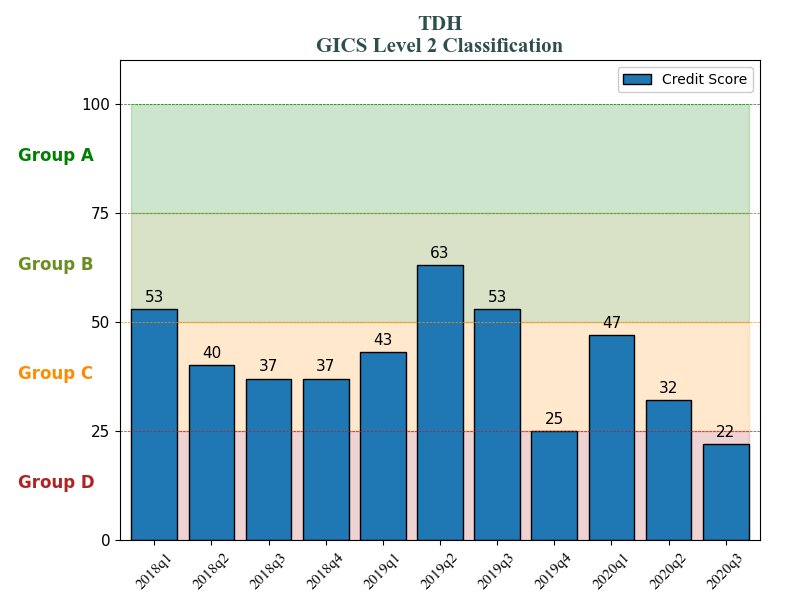 TDH
GICS Level 2 Classification
Credit Score
100
Group A
75
Group B
63
53
53
50
47
43
40
37
37
Group C
32
25
25
22
Group D
0
2018q1 2018q2 2018q3 2018q4 2019q1 2019q2 2019q3 2019q4 2020q1 2020q2 2020q3